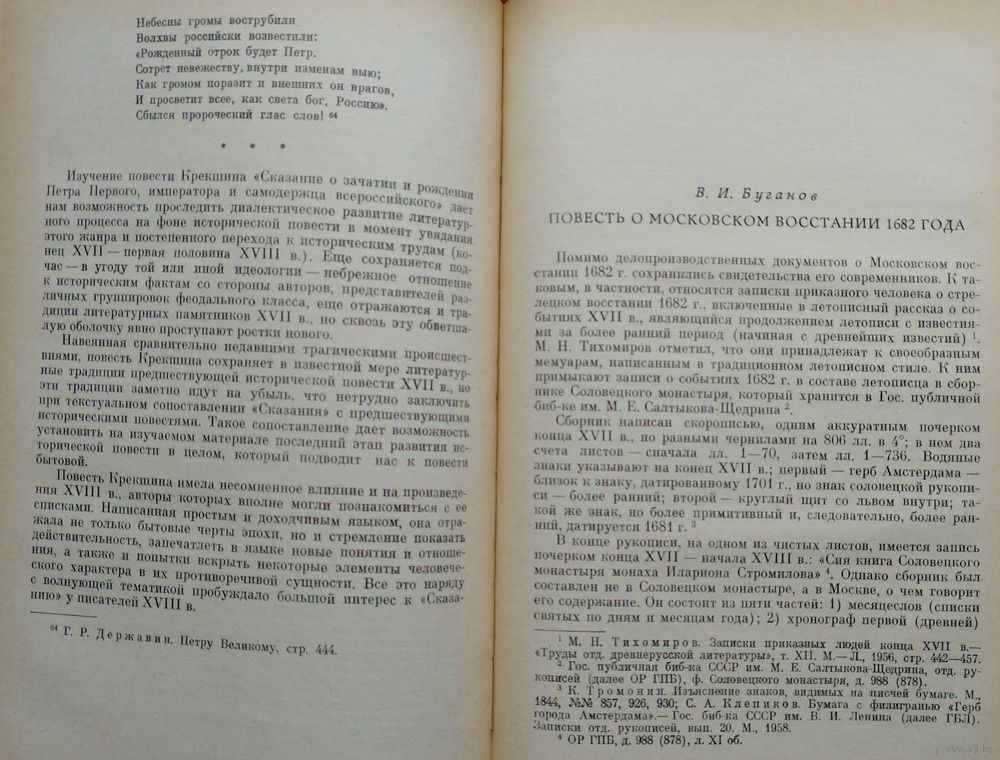 Небесны громы вострубили
Волхвы российски возвестили:
«Рожденный отрок будет Петр.
Сотрет невежеству, внутри изменам выю;
Как громом поразит и внешних он врагов,
И просветит всее, как света бог, Россию».
Сбылся пророческий глас слов! 64
* * *
Изучение повести Крекшина «Сказание о зачатии и рождении
Петра Первого, императора и самодержца всероссийского» дает
нам возможность проследить диалектическое развитие литератур-
ного процесса на фоне исторической повести в момент увядания
этого жанра и постепенного перехода к историческим трудам (ко-
нец XVII — первая половина XVIII в.). Еще сохраняется под-
час — в угоду той или иной идеологии — небрежное отношение
к историческим фактам со стороны авторов, представителей раз-
личных группировок феодального класса, еще отражаются и тра-
диции литературных памятников XVII в., но сквозь эту обветша-
лую оболочку явно проступают ростки нового.
Навеянная сравнительно недавними трагическими происшест-
виями, повесть Крекшина сохраняет в известной мере литератур-
ные традиции предшествующей исторической повести XVII в., но
эти традиции заметно идут на убыль, что нетрудно заключить
при текстуальном сопоставлении «Сказания» с предшествующими
историческими повестями. Такое сопоставление дает возможность
установить на изучаемом материале последний этап развития ис-
торической повести в целом, который подводит нас к повести
бытовой.
Повесть Крекшина имела несомненное влияние и на произведе-
ния XVIII в., авторы которых вполне могли познакомиться с ее
списками. Написанная простым и доходчивым языком, она отра-
жала не только бытовые черты эпохи, но и стремление показать
действительность, запечатлеть в языке новые понятия и отноше-
ния, а также и попытки вскрыть некоторые элементы человече-
ского характера в их противоречивой сущности. Все это наряду
с волнующей тематикой пробуждало большой интерес к «Сказа-
нию» у писателей XVIII в.
64 Г. Р. Державин. Петру Великому, стр. 444.
В. И. Буганов
ПОВЕСТЬ О МОСКОВСКОМ ВОССТАНИИ 1682 ГОДА
Помимо делопроизводственных документов о Московском вос-
стании 1682 г. сохранились свидетельства его современников. К та-
ковым, в частности, относятся записки приказного человека о стре-
лецком восстании 1682 г., включенные в летописный рассказ о со-
бытиях XVII в., являющийся продолжением летописи с известия-
ми за более ранний период (начиная с древнейших известий) 1.
М. Н. Тихомиров отметил, что они принадлежат к своеобразным
мемуарам, написанным в традиционном летописном стиле. К ним
примыкают записи о событиях 1682 г. в составе летописца в сбор-
нике Соловецкого монастыря, который хранится в Гос. публичной
биб-ке им. М. Е. Салтыкова-Щедрина 2.
Сборник написан скорописью, одним аккуратным почерком
конца XVII в., но разными чернилами на 806 лл. в 4°; в нем два
счета листов — сначала лл. 1—70, затем лл. 1—736. Водяные
знаки указывают на конец XVII в.; первый — герб Амстердама —
близок к знаку, датированному 1701 г., но знак соловецкой рукопи-
си — более ранний; второй — круглый щит со львом внутри; та-
кой же знак, но более примитивный и, следовательно, более ран-
ний, датируется 1681 г. 3
В конце рукописи, на одном из чистых листов, имеется запись
почерком конца XVII — начала XVIII в.: «Сия книга Соловецкого
монастыря монаха Илариона Стромилова» 4. Однако сборник был
составлен не в Соловецком монастыре, а в Москве, о чем говорит
его содержание. Он состоит из пяти частей: 1) месяцеслов (списки
святых по дням и месяцам года); 2) хронограф первой (древней)
1 М. Н. Тихомиров. Записки приказных людей конца XVII в.—
«Труды отд. древнерусской литературы», т. XII. М.—Л., 1956, стр. 442—457.
2 Гос. публичная биб-ка СССР им. М. Е. Салтыкова-Щедрина, отд. ру-
кописей (далее ОР ГПБ), ф. Соловецкого монастыря, д. 988 (878).
3 К. Тромонин. Изъяснение знаков, видимых на писчей бумаге. М.,
1844, №№ 857, 926, 930; С. А. Клепиков. Бумага с филигранью «Герб
города Амстердама».— Гос. биб-ка СССР им. В. И. Ленина (далее ГБЛ).
Записки отд. рукописей, вып. 20. М., 1958.
4 ОР ГПБ, д. 988 (878), л. XI об.
www.ay.by